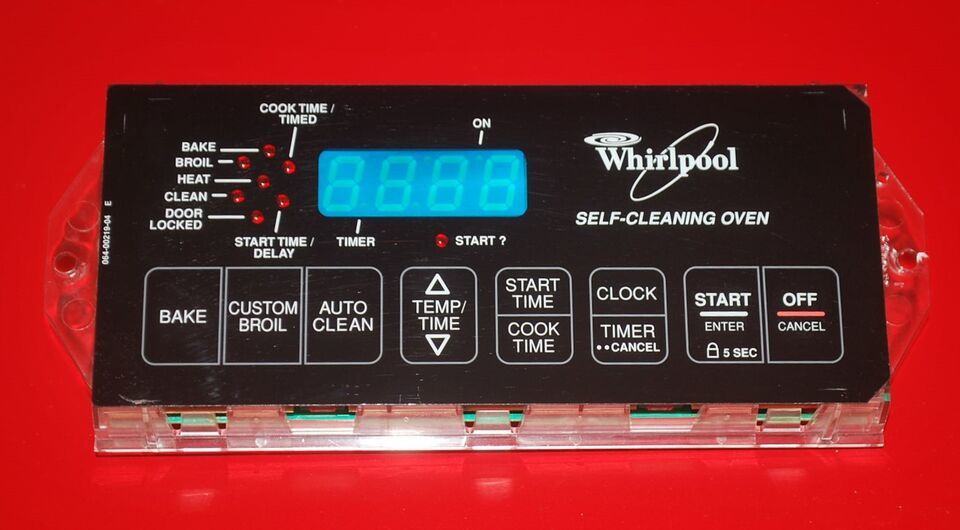 COOK TIME /
TIMED
ON
BAKE
BROIL
HEAT
CLEAN
DOOR
LOCKED
START TIME /
DELAY
TIMER
START ?
8888
Whirlpool
SELF-CLEANING OVEN
064-00219-04 E
BAKE
CUSTOM
BROIL
AUTO
CLEAN
TEMP/
TIME
START
TIME
COOK
TIME
CLOCK
TIMER
••CANCEL
START
ENTER
5 SEC
OFF
CANCEL